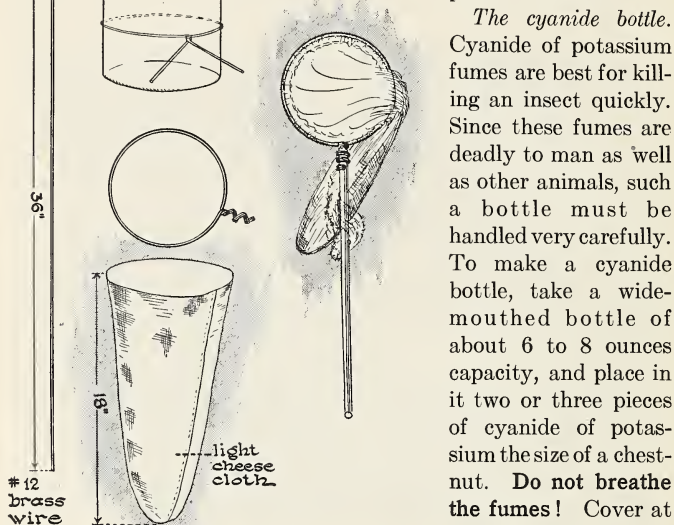 The cyanide bottle.
Cyanide of potassium
fumes are best for kill-
ing an insect quickly.
Since these fumes are
deadly to man as well
as other animals, such
a bottle must be
handled very carefully.
To make a cyanide
bottle, take a wide-
mouthed bottle of
about 6 to 8 ounces
capacity, and place in
it two or three pieces
of cyanide of potas-
sium the size of a chest-
nut. Do not breathe
the fumes! Cover at
36"
18"
light
cheese
cloth
#12
brass
wire